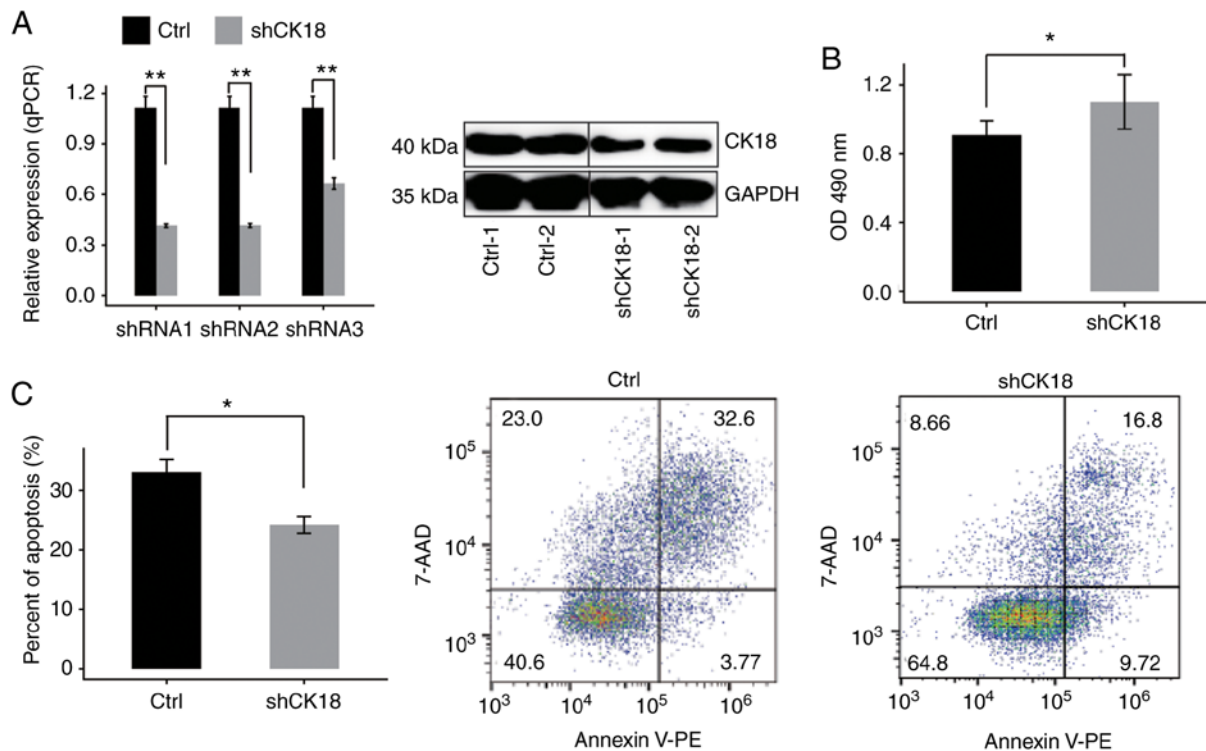 A
Ctrl
shCK18
Relative expression (qPCR)
1.2
0.9
0.6
0.3
0.0
**
**
**
shRNA1
shRNA2
shRNA3
40 kDa
CK18
35 kDa
GAPDH
Ctrl-1
Ctrl-2
shCK18-1
shCK18-2
B
OD 490 nm
1.2
0.8
0.4
0.0
*
Ctrl
shCK18
C
Percent of apoptosis (%)
30
20
10
0
*
Ctrl
shCK18
Ctrl
7-AAD
10⁵
10⁴
10³
23.0
32.6
40.6
3.77
10³
10⁴
10⁵
10⁶
Annexin V-PE
shCK18
7-AAD
10⁵
10⁴
10³
8.66
16.8
64.8
9.72
10³
10⁴
10⁵
10⁶
Annexin V-PE